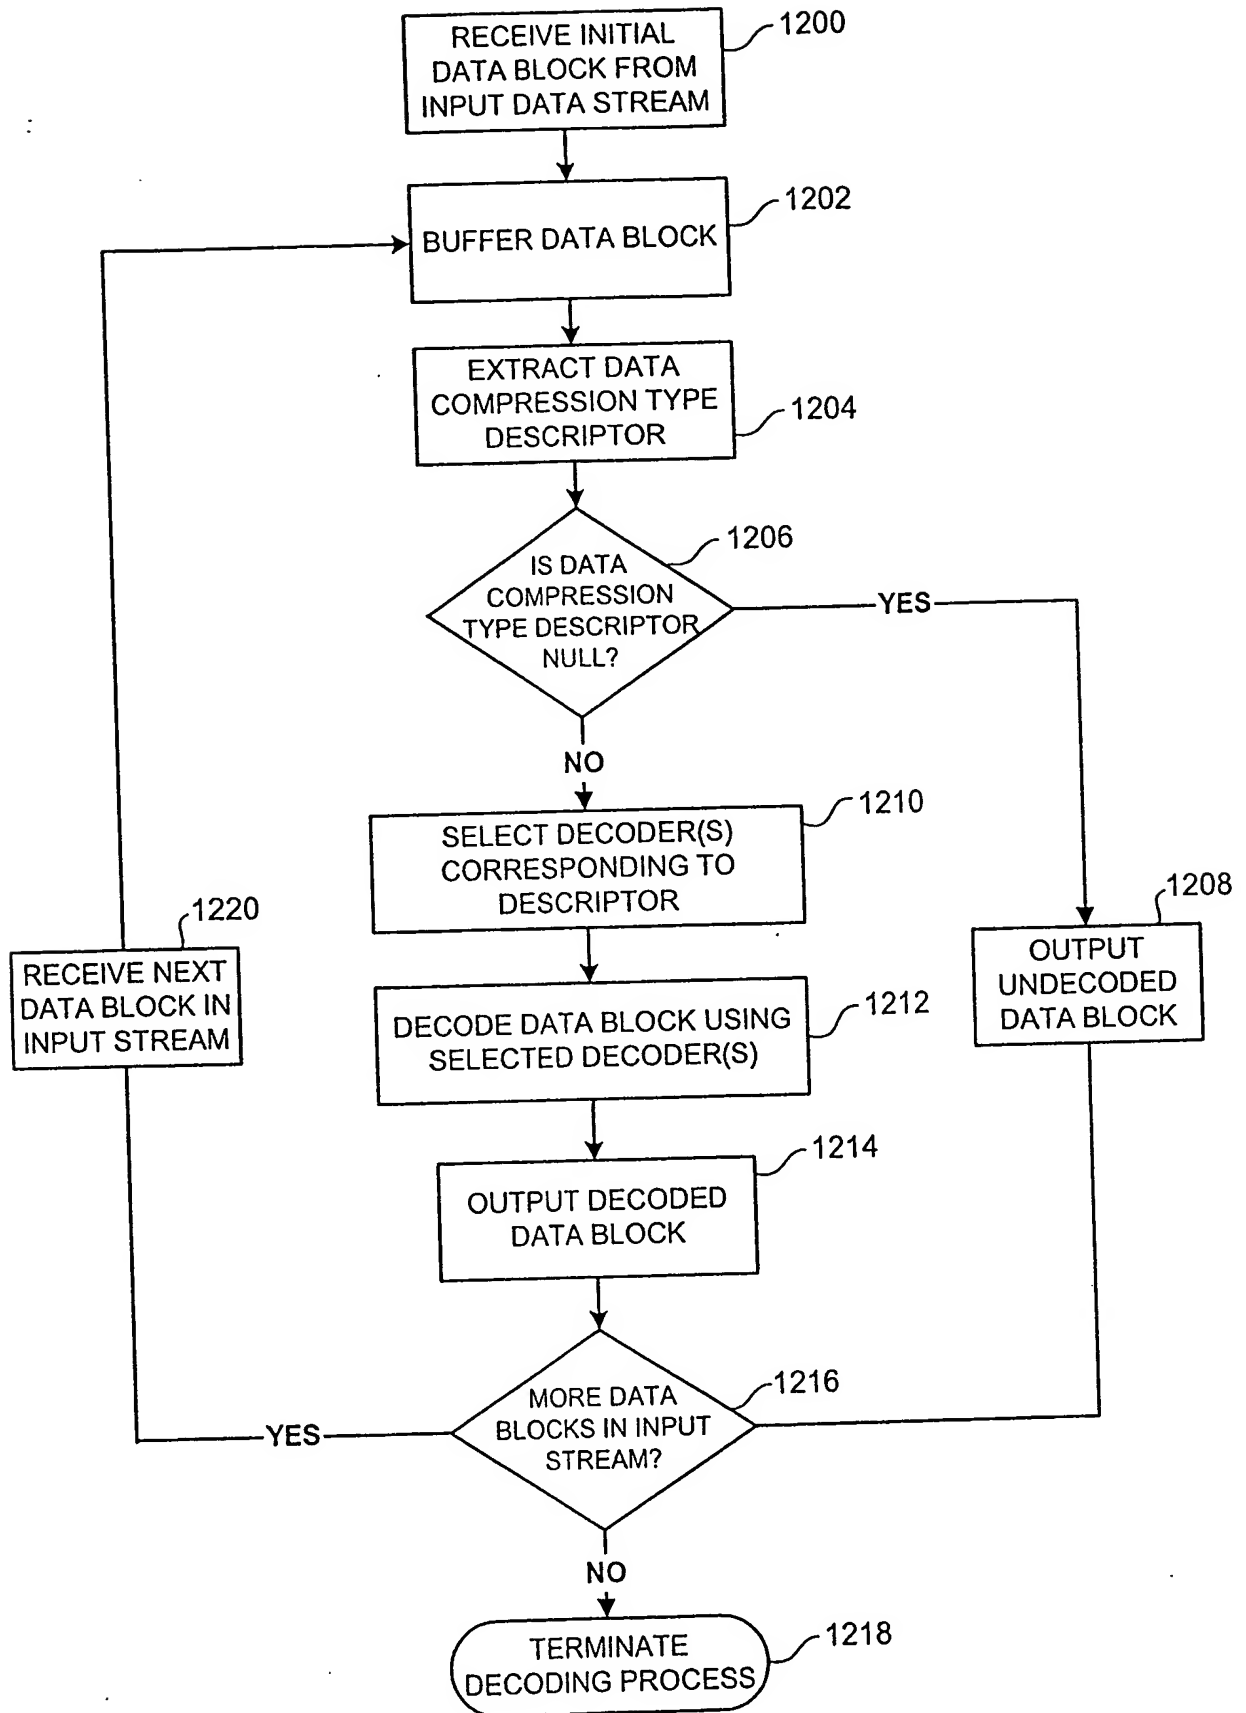 RECEIVE INITIAL
DATA BLOCK FROM
INPUT DATA STREAM
1200
BUFFER DATA BLOCK
1202
EXTRACT DATA
COMPRESSION TYPE
DESCRIPTOR
1204
IS DATA
COMPRESSION
TYPE DESCRIPTOR
NULL?
1206
YES
NO
SELECT DECODER(S)
CORRESPONDING TO
DESCRIPTOR
1210
OUTPUT
UNDECODED
DATA BLOCK
1208
RECEIVE NEXT
DATA BLOCK IN
INPUT STREAM
1220
DECODE DATA BLOCK USING
SELECTED DECODER(S)
1212
OUTPUT DECODED
DATA BLOCK
1214
MORE DATA
BLOCKS IN INPUT
STREAM?
1216
YES
NO
TERMINATE
DECODING PROCESS
1218